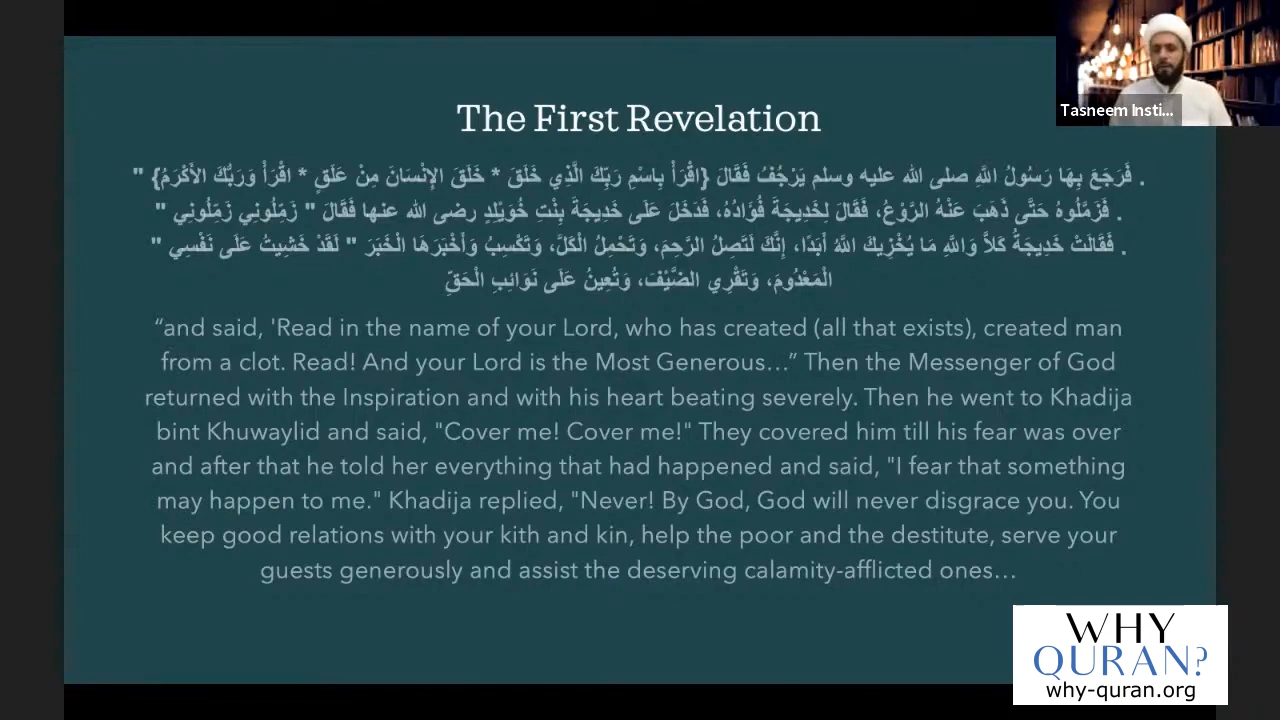 The First Revelation
. فَرَجَعَ بِهَا رَسُولُ اللَّهِ صلى الله عليه وسلم يَرْجُفُ فَقَالَ {اقْرَأْ بِاسْمِ رَبِّكَ الَّذِي خَلَقَ * خَلَقَ الإِنْسَانَ مِنْ عَلَقٍ * اقْرَأْ وَرَبُّكَ الأَكْرَمُ} "
. فَزَمَّلُوهُ حَتَّى ذَهَبَ عَنْهُ الرَّوْعُ، فَقَالَ لِخَدِيجَةَ فُؤَادُهُ، فَدَخَلَ عَلَى خَدِيجَةَ بِنْتِ خُوَيْلِدٍ رضى الله عنها فَقَالَ " زَمِّلُونِي زَمِّلُونِي "
. فَقَالَتْ خَدِيجَةُ كَلاَّ وَاللَّهِ مَا يُخْزِيكَ اللَّهُ أَبَدًا، إِنَّكَ لَتَصِلُ الرَّحِمَ، وَتَحْمِلُ الْكَلَّ، وَتَكْسِبُ وَأَخْبَرَهَا الْخَبَرَ " لَقَدْ خَشِيتُ عَلَى نَفْسِي "
الْمَعْدُومَ، وَتَقْرِي الضَّيْفَ، وَتُعِينُ عَلَى نَوَائِبِ الْحَقِّ
“and said, 'Read in the name of your Lord, who has created (all that exists), created man
from a clot. Read! And your Lord is the Most Generous…” Then the Messenger of God
returned with the Inspiration and with his heart beating severely. Then he went to Khadija
bint Khuwaylid and said, "Cover me! Cover me!" They covered him till his fear was over
and after that he told her everything that had happened and said, "I fear that something
may happen to me." Khadija replied, "Never! By God, God will never disgrace you. You
keep good relations with your kith and kin, help the poor and the destitute, serve your
guests generously and assist the deserving calamity-afflicted ones…
Tasneem Insti...
WHY
QURAN?
why-quran.org